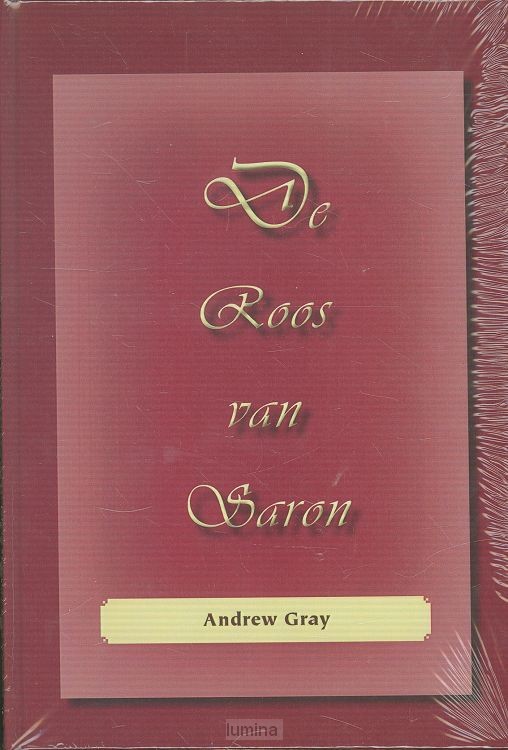 De
Roos
van
Saron
Andrew Gray
lumina